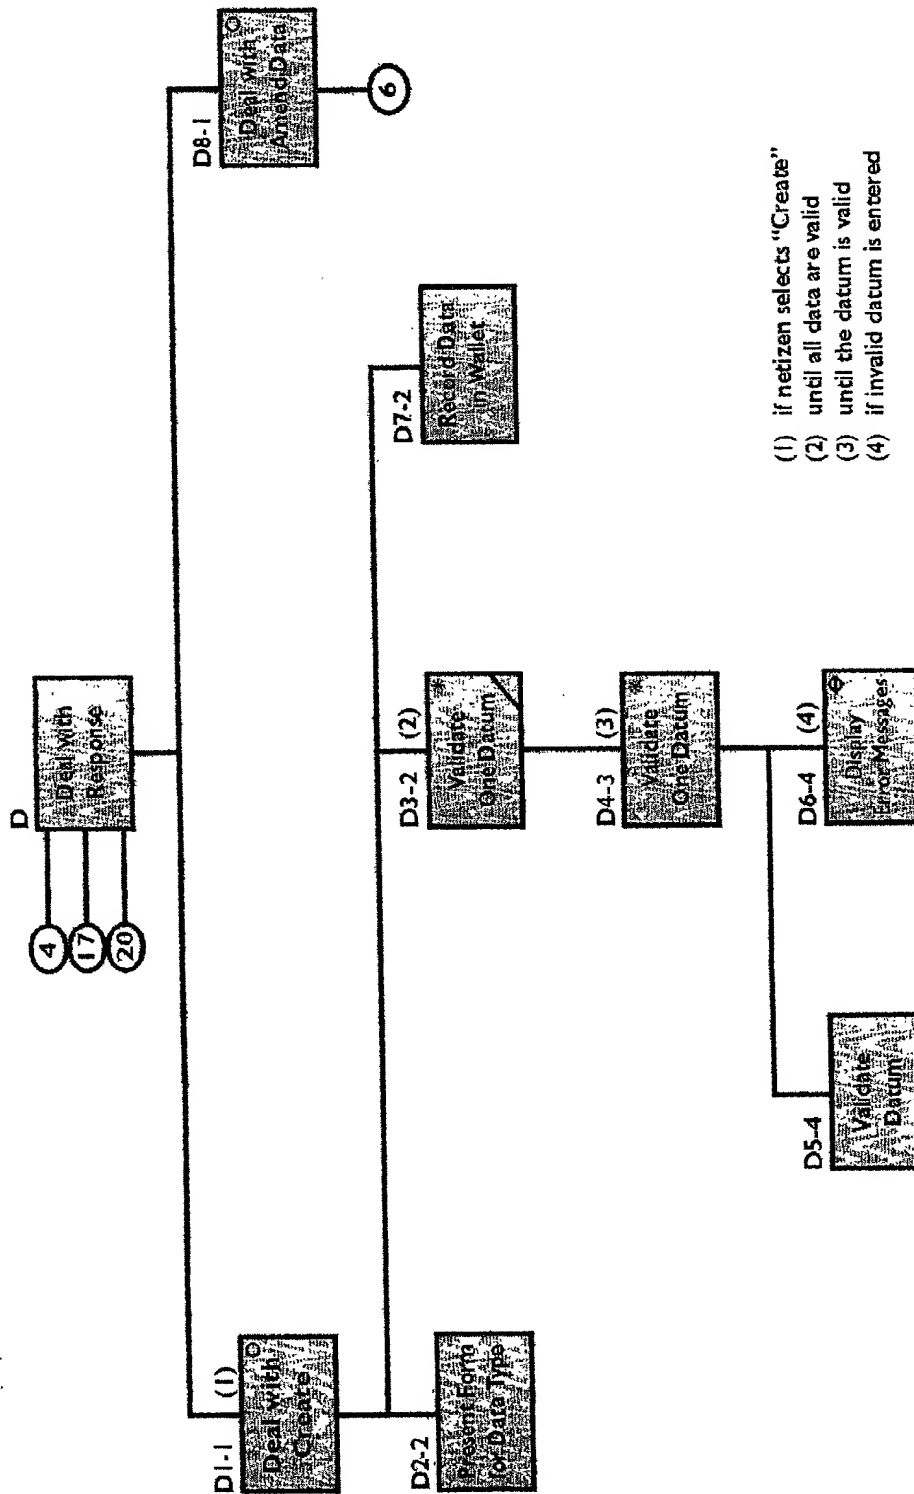 D
Deal with
Response
4
17
20
D1-1
(1)
Deal with
Create
D8-1
Deal with
Amend Data
6
D2-2
Present Form
for Data Type
D3-2
(2)
Validate
One Datum
D7-2
Record Data
in Wallet
D4-3
(3)
Validate
One Datum
D5-4
Validate
Datum
D6-4
(4)
Display
Error Messages
(1) if netizen selects "Create"
(2) until all data are valid
(3) until the datum is valid
(4) if invalid datum is entered